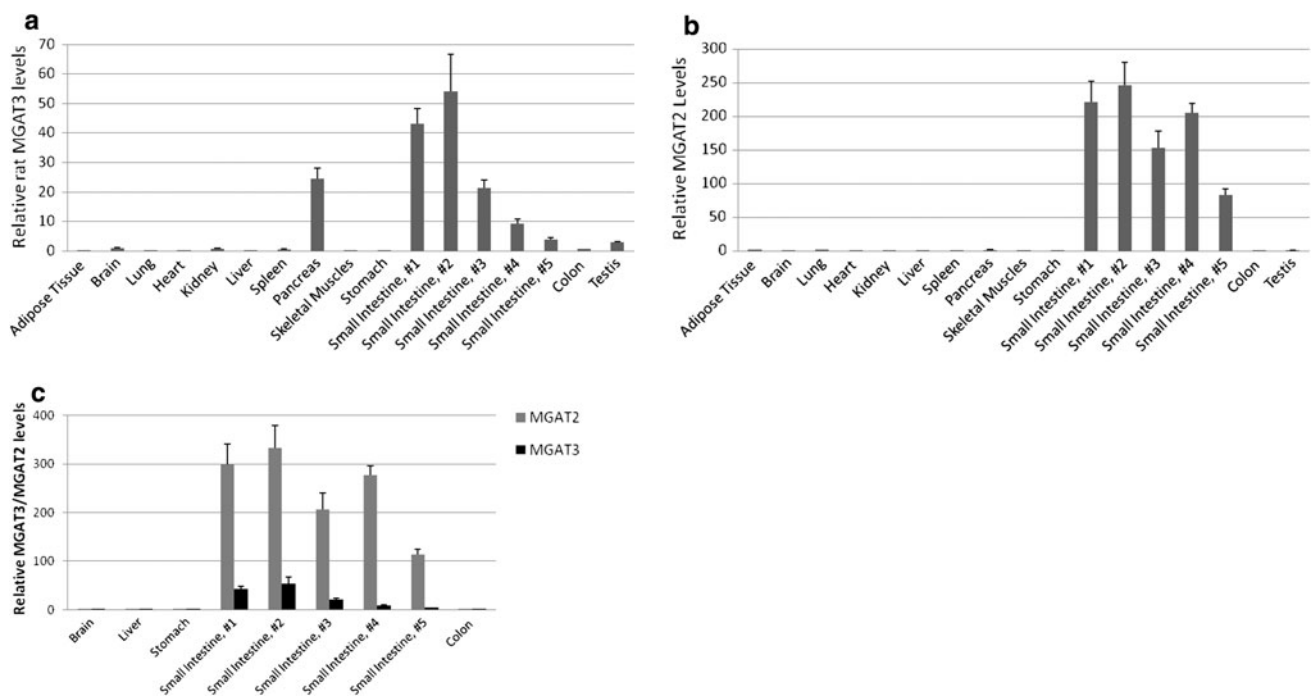 a
Relative rat MGAT3 levels
70
60
50
40
30
20
10
0
Adipose Tissue
Brain
Lung
Heart
Kidney
Liver
Spleen
Pancreas
Skeletal Muscles
Stomach
Small Intestine, #1
Small Intestine, #2
Small Intestine, #3
Small Intestine, #4
Small Intestine, #5
Colon
Testis
b
Relative MGAT2 Levels
300
250
200
150
100
50
0
Adipose Tissue
Brain
Lung
Heart
Kidney
Liver
Spleen
Pancreas
Skeletal Muscles
Stomach
Small Intestine, #1
Small Intestine, #2
Small Intestine, #3
Small Intestine, #4
Small Intestine, #5
Colon
Testis
c
Relative MGAT3/MGAT2 levels
400
300
200
100
0
Brain
Liver
Stomach
Small Intestine, #1
Small Intestine, #2
Small Intestine, #3
Small Intestine, #4
Small Intestine, #5
Colon
MGAT2
MGAT3